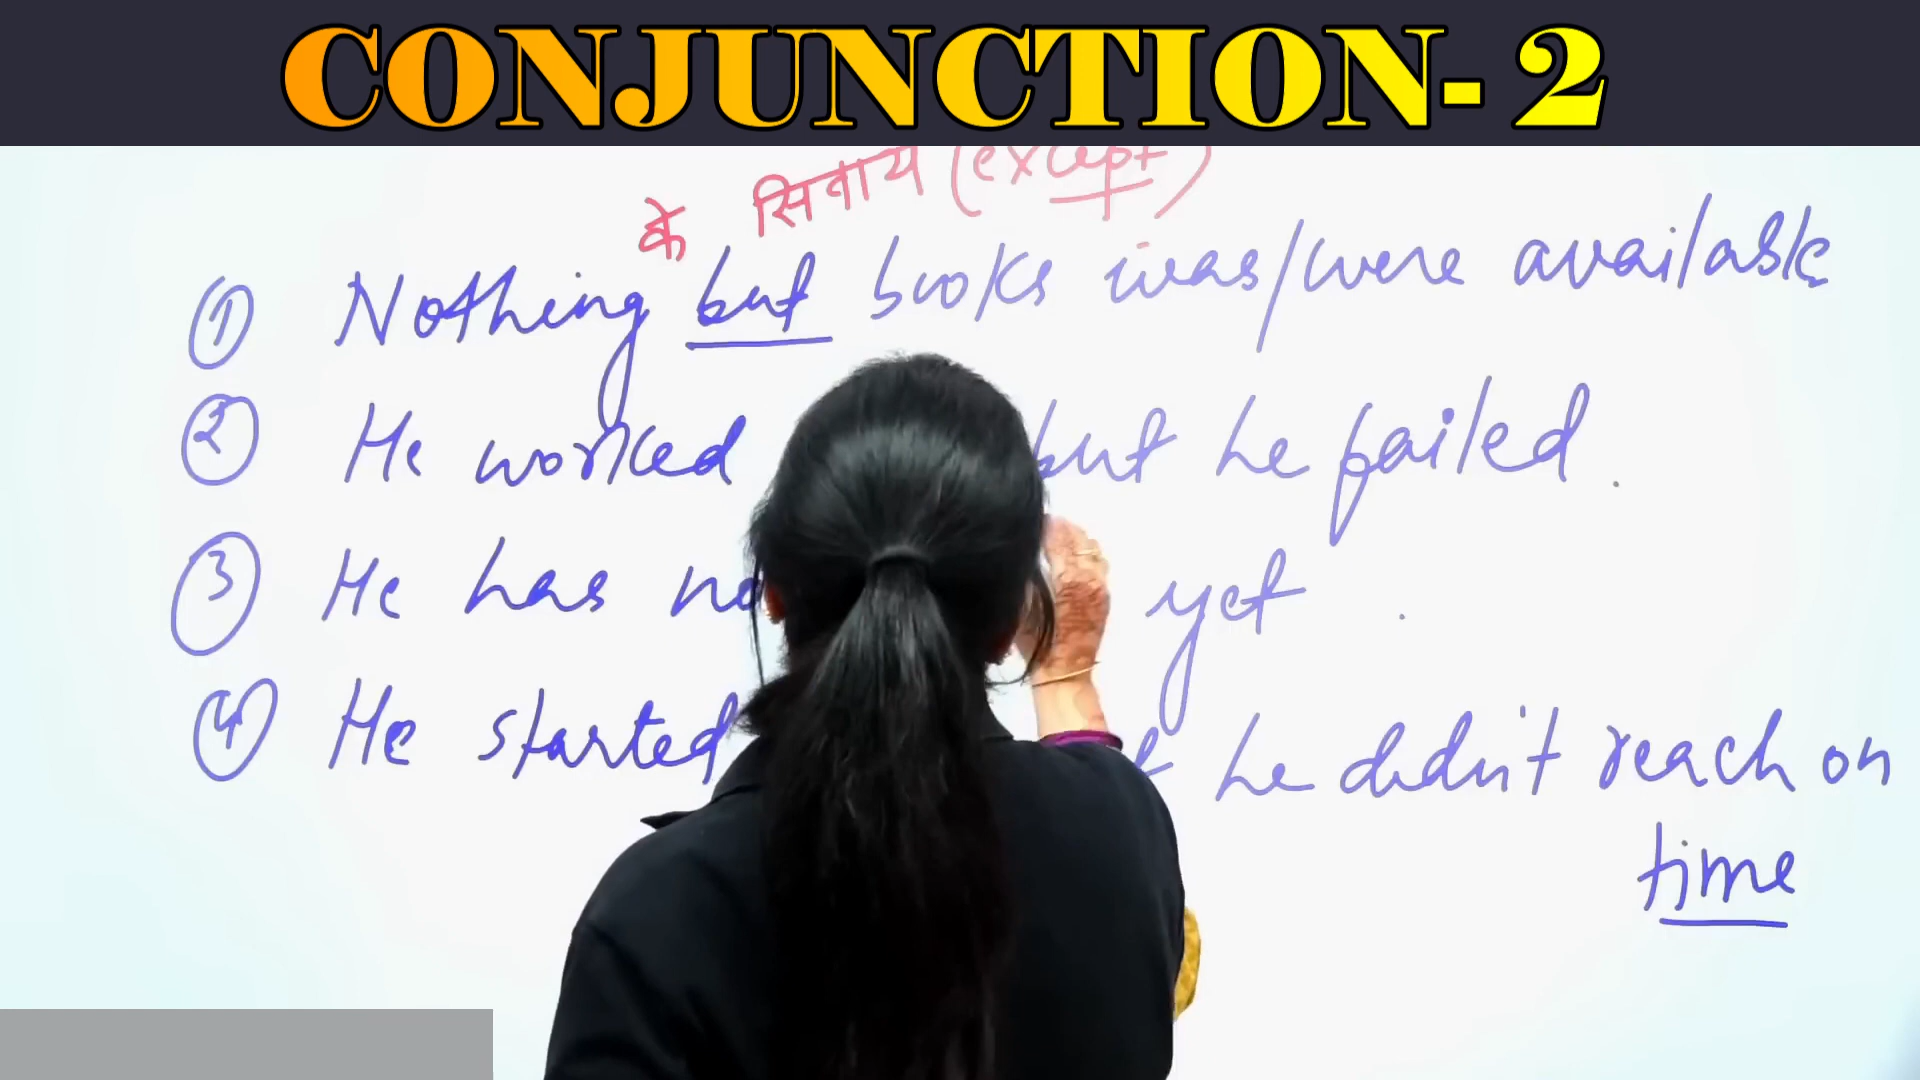 CONJUNCTION-2
के सिवाय (except)
① Nothing but books was/were available
② He worked but he failed.
③ He has yet.
④ He started he didn't reach on
time